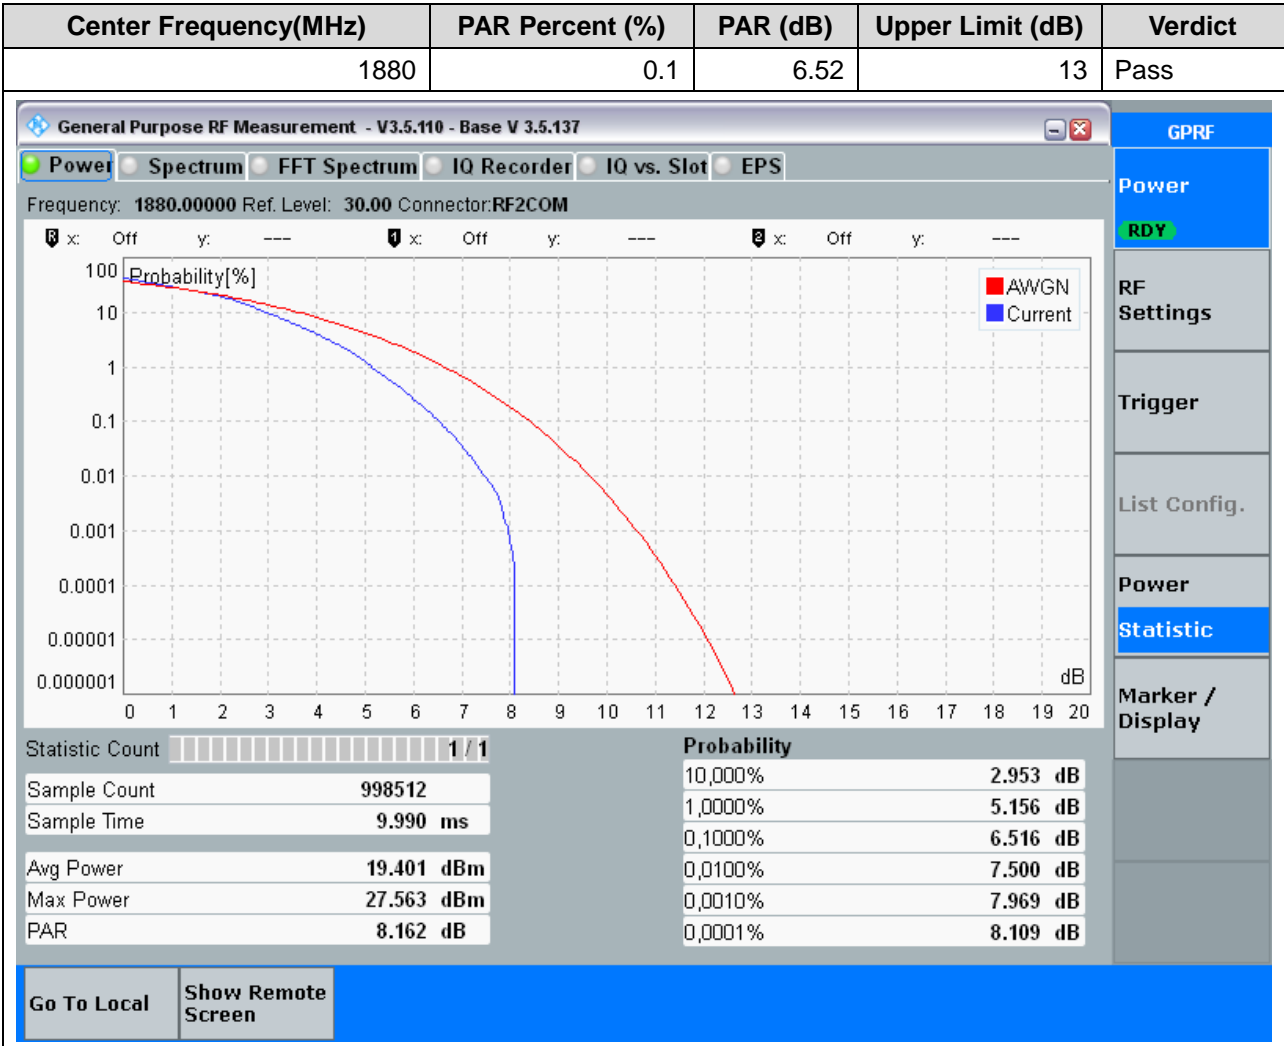 Center Frequency(MHz) PAR Percent (%) PAR (dB) Upper Limit (dB) Verdict
1880 0.1 6.52 13 Pass
General Purpose RF Measurement - V3.5.110 - Base V 3.5.137
GPRF
Power Spectrum FFT Spectrum IQ Recorder IQ vs. Slot EPS
Frequency: 1880.00000 Ref. Level: 30.00 Connector:RF2COM
R x: Off y: --- 1 x: Off y: --- 2 x: Off y: ---
Probability[%]
AWGN
Current
100
10
1
0.1
0.01
0.001
0.0001
0.00001
0.000001
dB
0 1 2 3 4 5 6 7 8 9 10 11 12 13 14 15 16 17 18 19 20
Statistic Count 1 / 1
Sample Count 998512
Sample Time 9.990 ms
Avg Power 19.401 dBm
Max Power 27.563 dBm
PAR 8.162 dB
Probability
10,000% 2.953 dB
1,0000% 5.156 dB
0,1000% 6.516 dB
0,0100% 7.500 dB
0,0010% 7.969 dB
0,0001% 8.109 dB
Power
RDY
RF
Settings
Trigger
List Config.
Power
Statistic
Marker /
Display
Go To Local
Show Remote
Screen